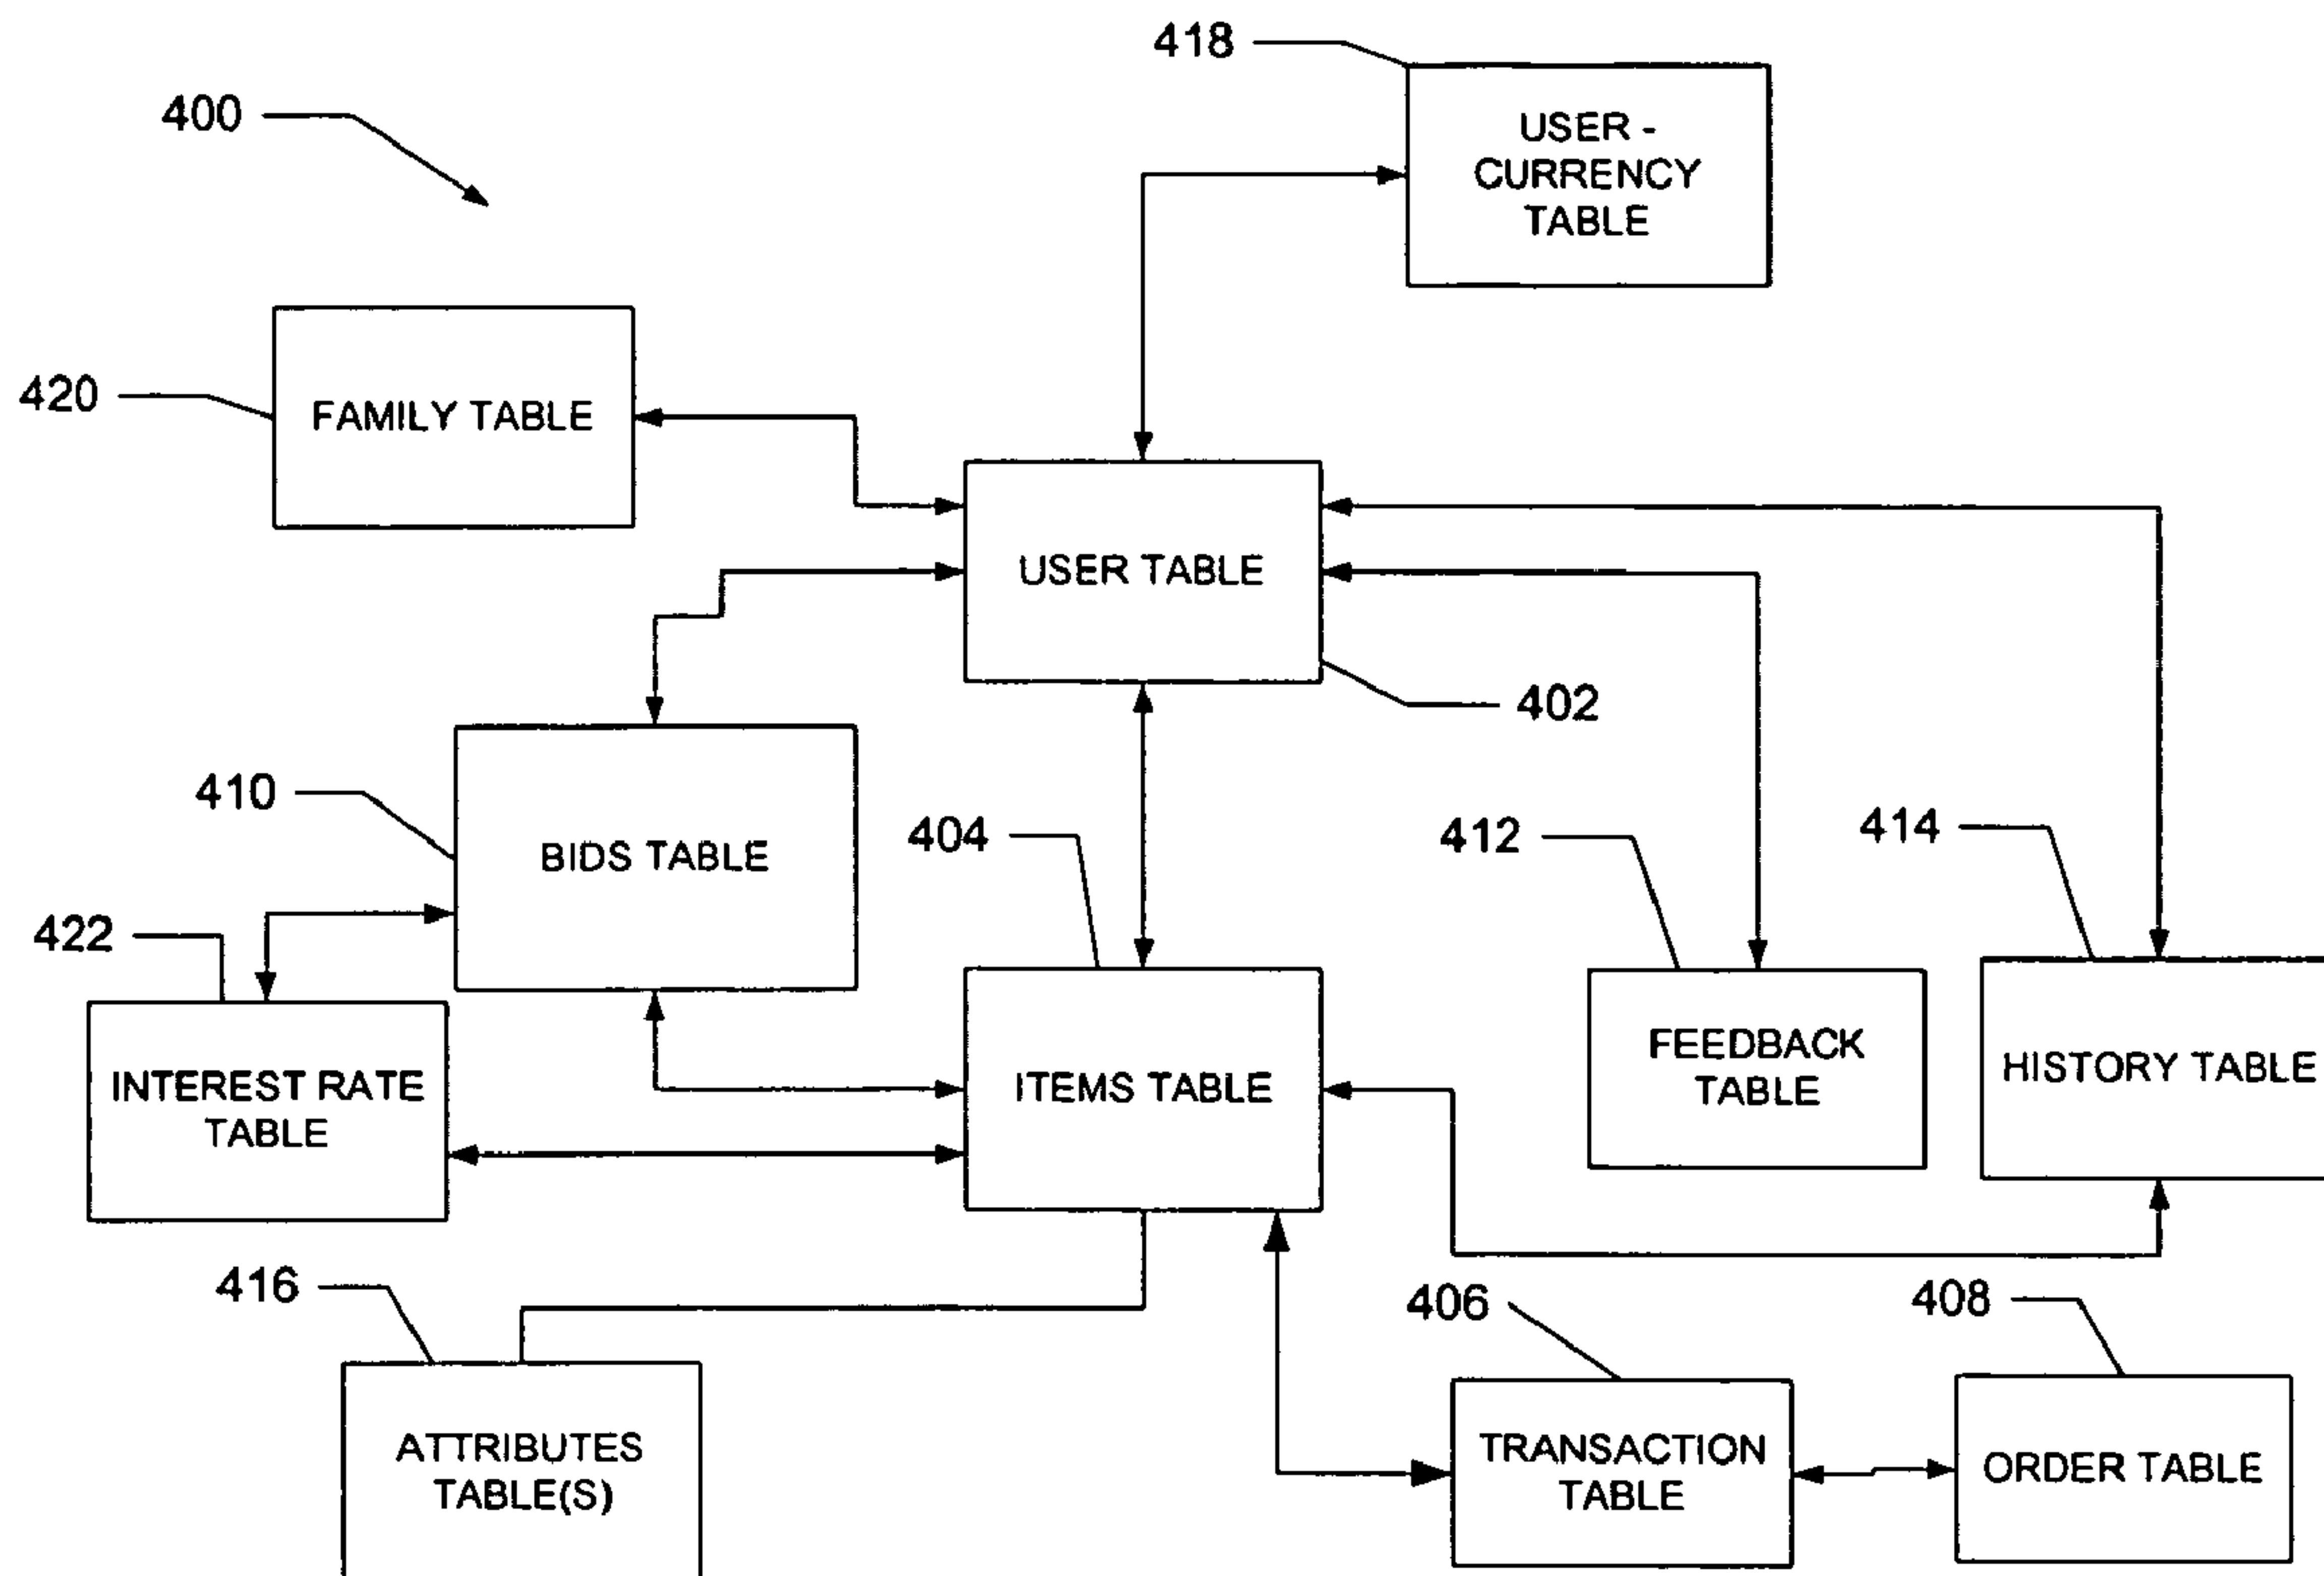 418
400
USER -
CURRENCY
TABLE
420
FAMILY TABLE
USER TABLE
402
410
BIDS TABLE
404
412
414
422
INTEREST RATE
TABLE
ITEMS TABLE
FEEDBACK
TABLE
HISTORY TABLE
416
406
408
ATTRIBUTES
TABLE(S)
TRANSACTION
TABLE
ORDER TABLE